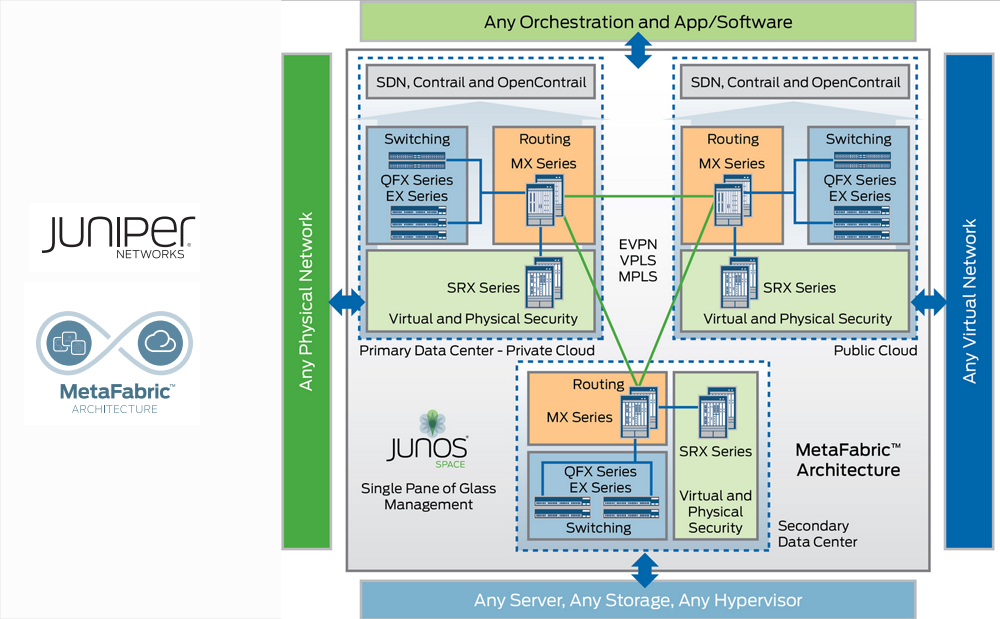 Any Orchestration and App/Software
SDN, Contrail and OpenContrail
SDN, Contrail and OpenContrail
Switching
QFX Series
EX Series
Routing
MX Series
Routing
MX Series
Switching
QFX Series
EX Series
JUNIPER
NETWORKS
MetaFabric™
ARCHITECTURE
Any Physical Network
EVPN
VPLS
MPLS
SRX Series
Virtual and Physical Security
SRX Series
Virtual and Physical Security
Any Virtual Network
Primary Data Center - Private Cloud
Public Cloud
Routing
MX Series
SRX Series
QFX Series
EX Series
Switching
Virtual and
Physical
Security
JUNOS
SPACE
Single Pane of Glass
Management
MetaFabric™
Architecture
Secondary
Data Center
Any Server, Any Storage, Any Hypervisor